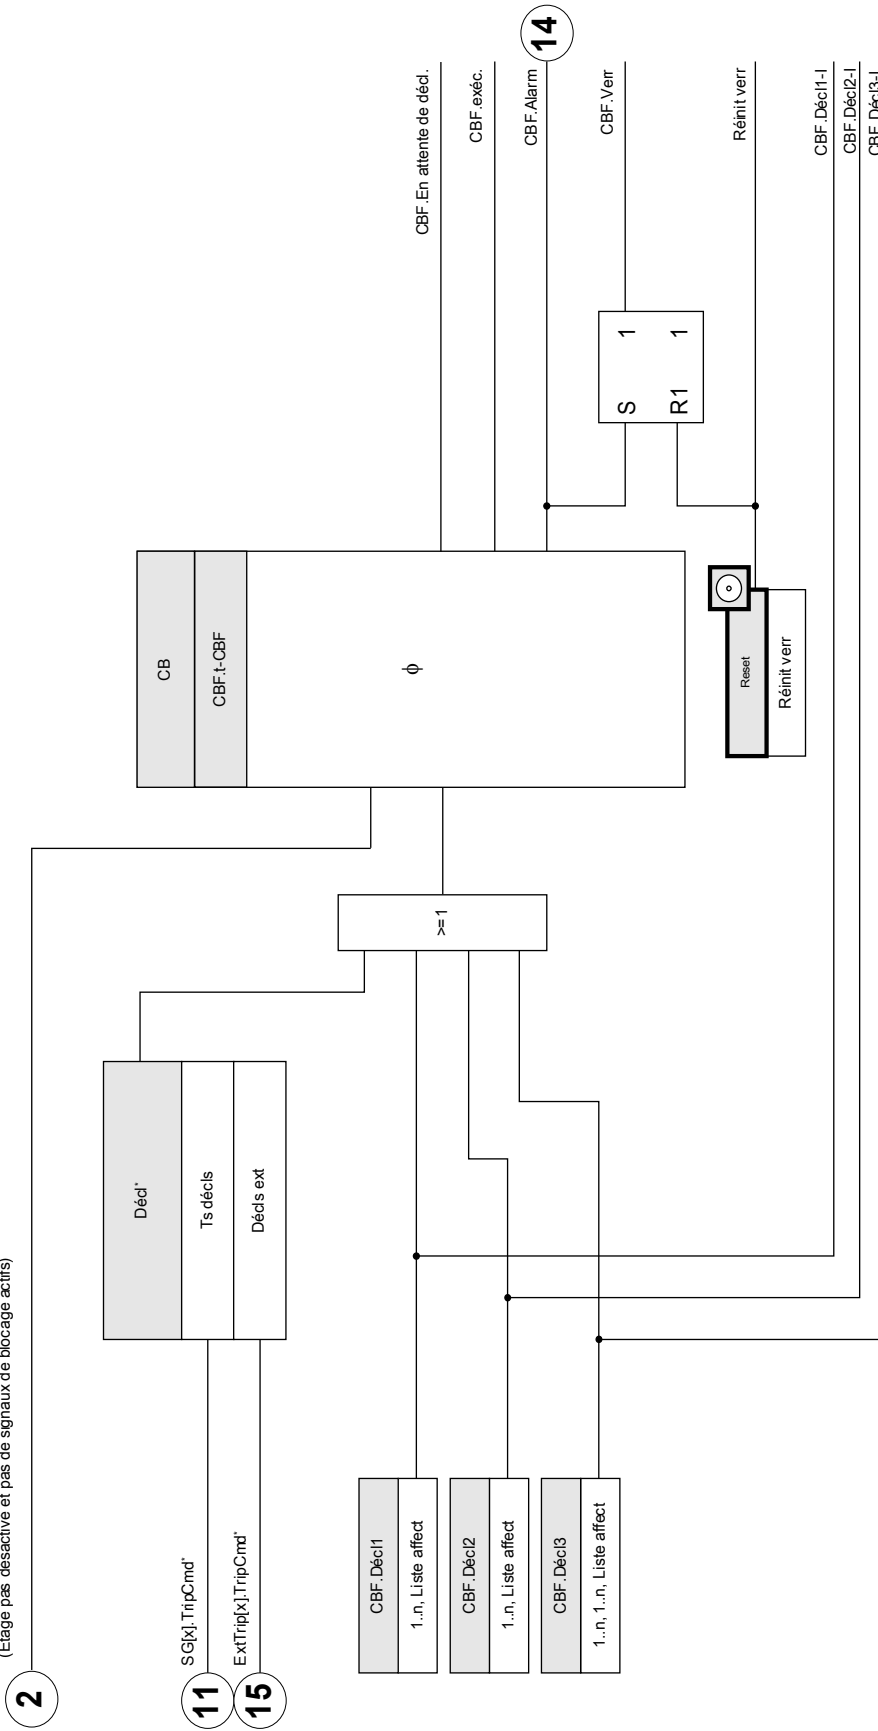 (Etage pas desactive et pas de signaux de blocage actifs)
2
11
SG[x].TripCmd*
15
ExtTrip[x].TripCmd*
Décl*
Ts décls
Décls ext
CBF.Décl1
1..n, Liste affect
CBF.Décl2
1..n, Liste affect
CBF.Décl3
1..n, 1..n, Liste affect
>=1
CB
CBF.t-CBF
φ
CBF.En attente de décl.
CBF.exéc.
CBF.Alarm
14
S 1
R1 1
CBF.Verr
Reset
Réinit verr
Réinit verr
CBF.Décl1-I
CBF.Décl2-I
CBF.Décl3-I